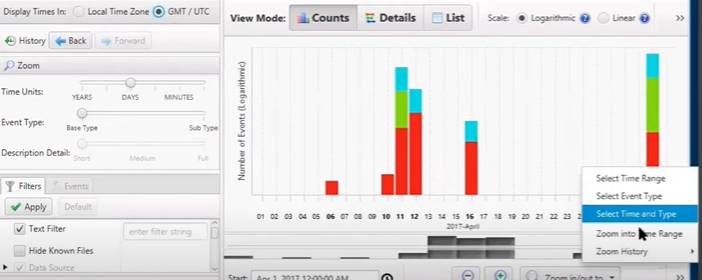 Display Times In: Local Time Zone GMT / UTC
History Back Forward
Zoom
Time Units:
YEARS DAYS MINUTES
Event Type:
Base Type Sub Type
Description Detail:
Short Medium Full
Filters Events
Apply Default
Text Filter enter filter string
Hide Known Files
Data Source
View Mode: Counts Details List Scale: Logarithmic Linear >>
Number of Events (Logarithmic)
01 02 03 04 05 06 07 08 09 10 11 12 13 14 15 16 17 18 19 20 21 22 23
2017-April
Select Time Range
Select Event Type
Select Time and Type
Zoom into Time Range
Zoom History
Start: Apr 1, 2017 12:00:00 AM Zoom in/out to